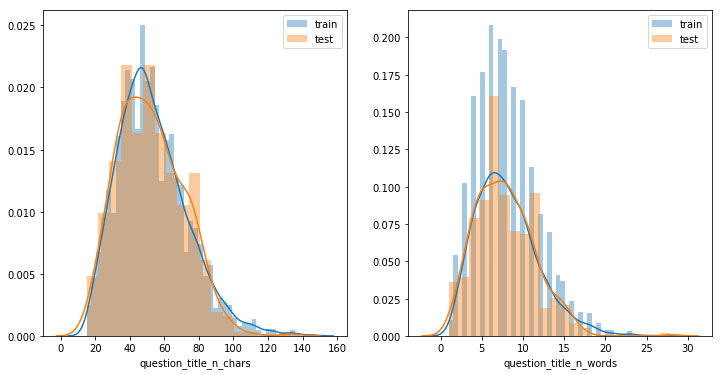 train
test
0.025
0.020
0.015
0.010
0.005
0.000
0 20 40 60 80 100 120 140 160
question_title_n_chars
train
test
0.200
0.175
0.150
0.125
0.100
0.075
0.050
0.025
0.000
0 5 10 15 20 25 30
question_title_n_words